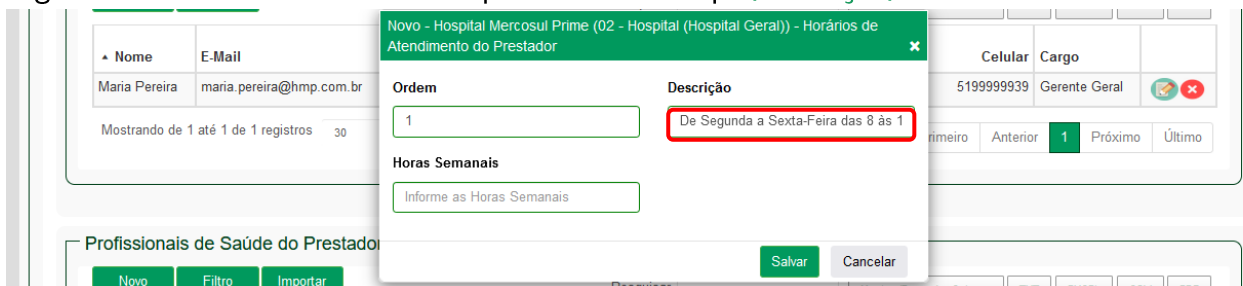 Novo - Hospital Mercosul Prime (02 - Hospital (Hospital Geral)) - Horários de
Atendimento do Prestador ×
▲ Nome E-Mail Celular Cargo
Maria Pereira maria.pereira@hmp.com.br 5199999939 Gerente Geral
Ordem Descrição
1 De Segunda a Sexta-Feira das 8 às 1
Mostrando de 1 até 1 de 1 registros 30 Anterior 1 Próximo Último
Horas Semanais
Informe as Horas Semanais
Profissionais de Saúde do Prestador
Salvar Cancelar
Novo Filtro Importar